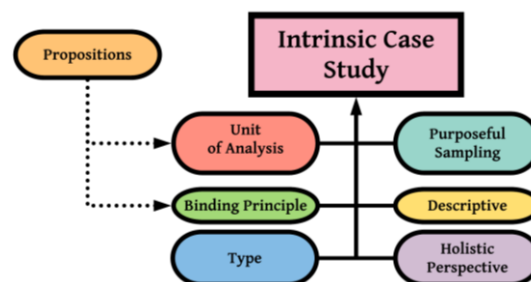 Intrinsic Case
Study
Propositions
Unit
of Analysis
Purposeful
Sampling
Binding Principle
Descriptive
Type
Holistic
Perspective